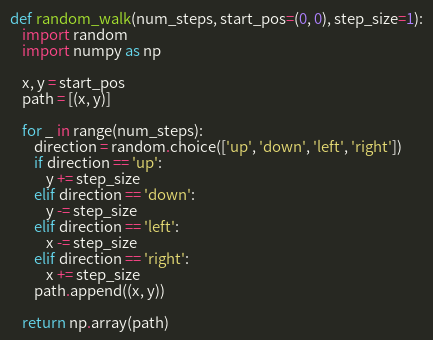 def random_walk(num_steps, start_pos=(0, 0), step_size=1):
    import random
    import numpy as np

    x, y = start_pos
    path = [(x, y)]

    for _ in range(num_steps):
        direction = random.choice(['up', 'down', 'left', 'right'])
        if direction == 'up':
            y += step_size
        elif direction == 'down':
            y -= step_size
        elif direction == 'left':
            x -= step_size
        elif direction == 'right':
            x += step_size
        path.append((x, y))

    return np.array(path)